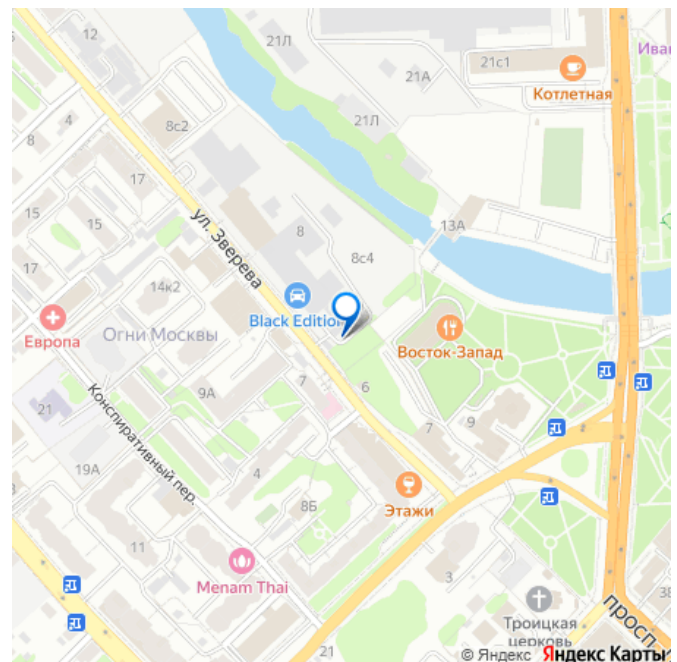 12
21Л
21А
21с1
Котлетная
4
8
8с2
21Л
17
15
15
ул. Зверева
13А
17
8
8с4
14к2
Black Edition
Европа
Огни Москвы
Восток-Запад
9А
7
6
21
Конспиративный пер.
7
9
19А
4
8Б
Этажи
11
Menam Thai
3
21
Троицкая
церковь
просп.
© Яндекс Яндекс Карты